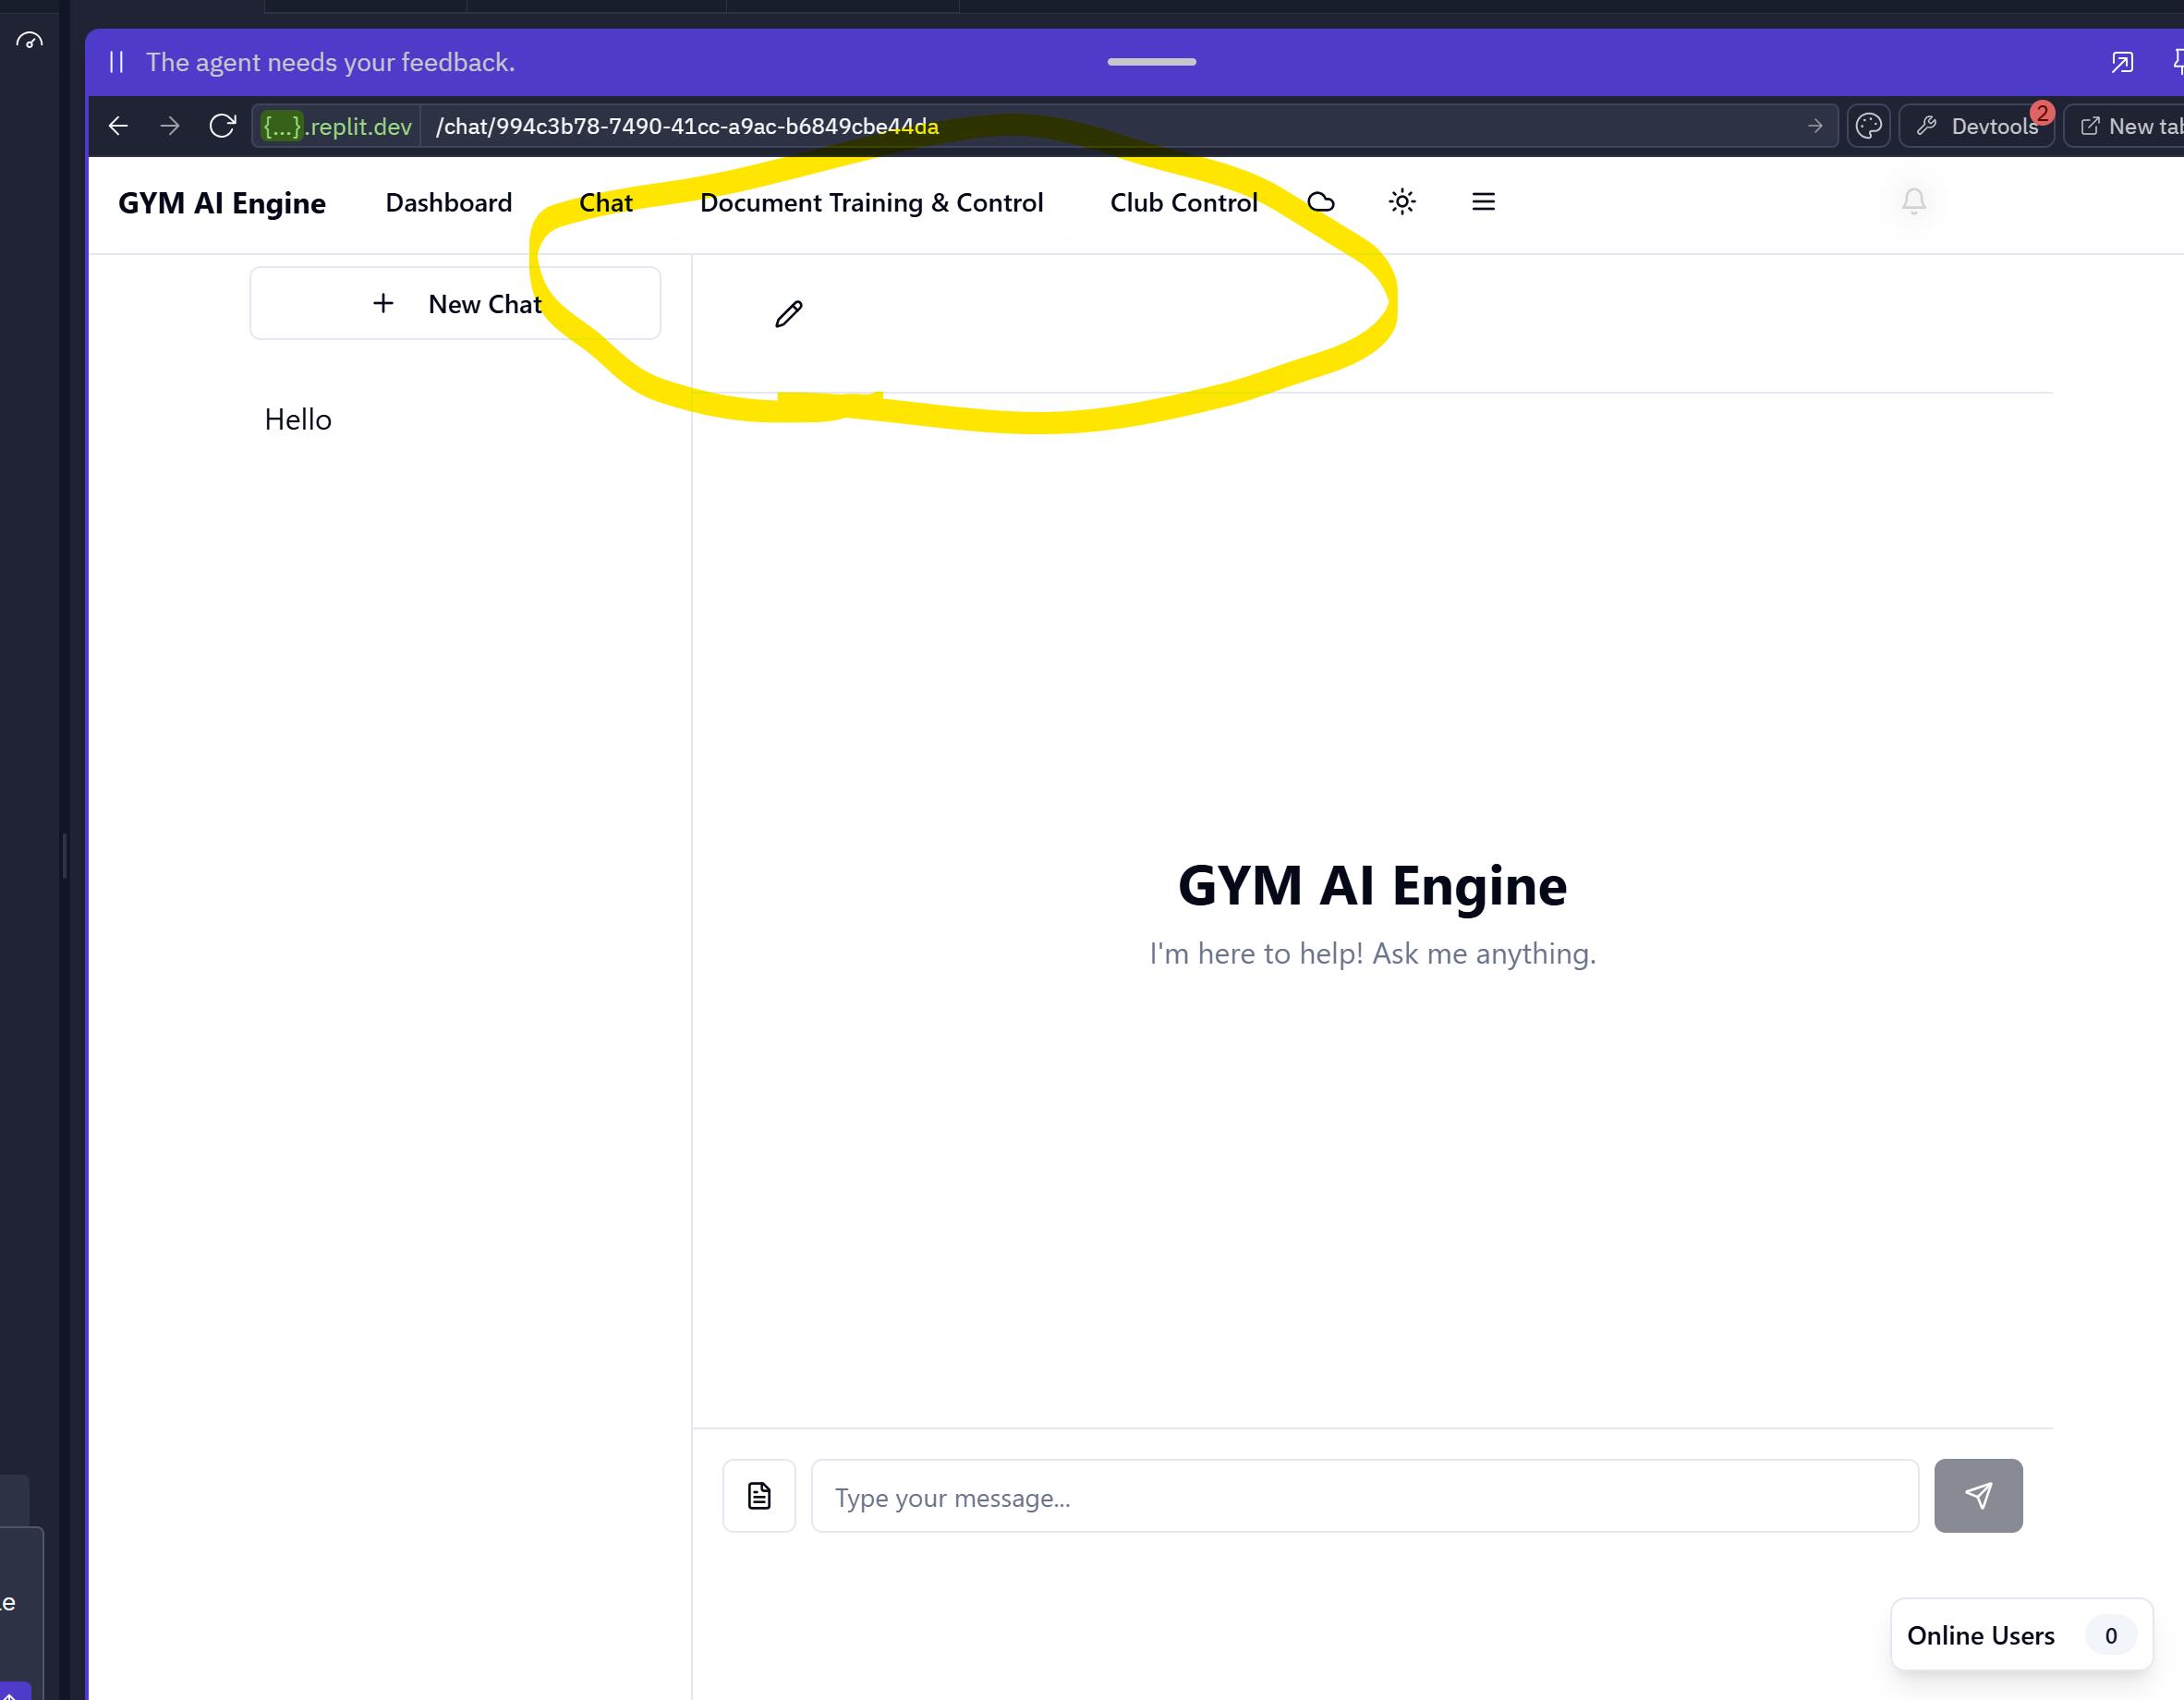 The agent needs your feedback.
{...}.replit.dev /chat/994c3b78-7490-41cc-a9ac-b6849cbe44da Devtools 2 New
GYM AI Engine Dashboard Chat Document Training & Control Club Control
New Chat
Hello
GYM AI Engine
I'm here to help! Ask me anything.
Type your message...
Online Users 0